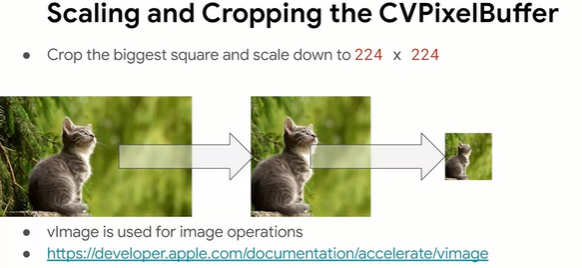 Scaling and Cropping the CVPixelBuffer
● Crop the biggest square and scale down to 224 x 224
● vImage is used for image operations
● https://developer.apple.com/documentation/accelerate/vimage